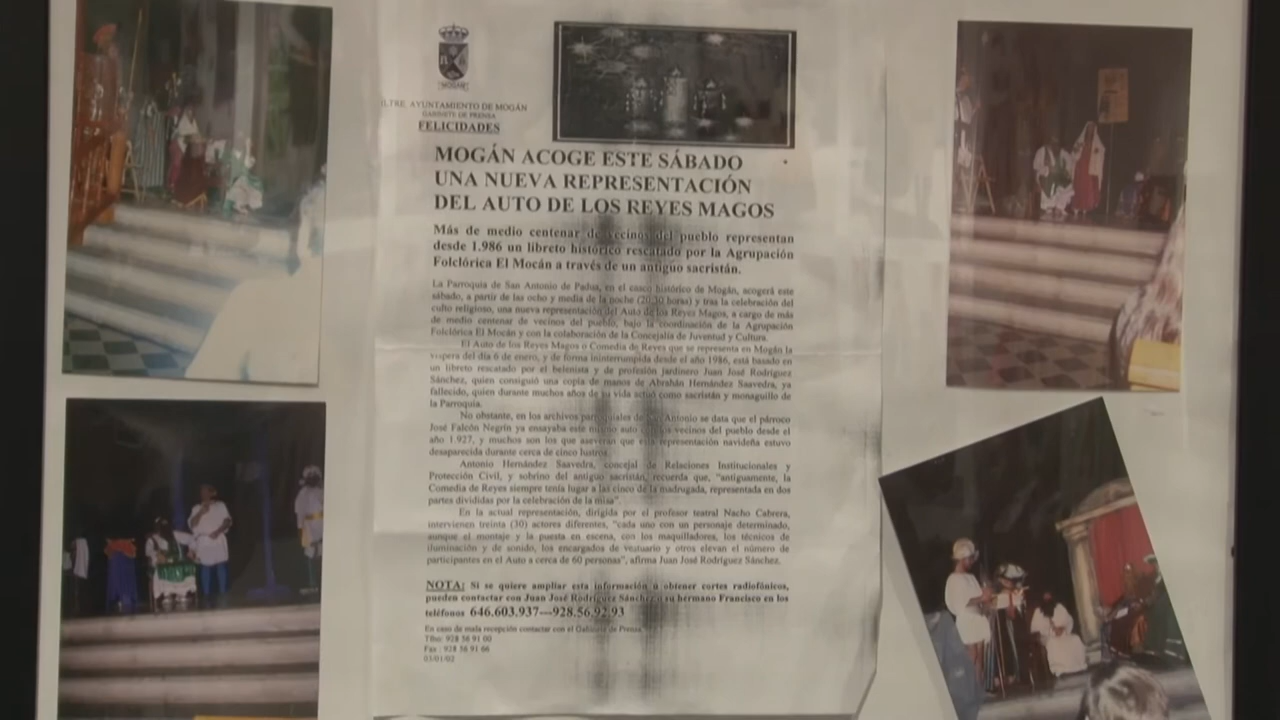 MOGÁN
ILTRE. AYUNTAMIENTO DE MOGÁN
GABINETE DE PRENSA
FELICIDADES
MOGÁN ACOGE ESTE SÁBADO
UNA NUEVA REPRESENTACIÓN
DEL AUTO DE LOS REYES MAGOS
Más de medio centenar de vecinos del pueblo representan
desde 1.986 un libreto histórico rescatado por la Agrupación
Folclórica El Mocán a través de un antiguo sacristán.
La Parroquia de San Antonio de Padua, en el casco histórico de Mogán, acogerá este
sábado, a partir de las ocho y media de la noche (20:30 horas) y tras la celebración del
culto religioso, una nueva representación del Auto de los Reyes Magos, a cargo de más
de medio centenar de vecinos del pueblo, bajo la coordinación de la Agrupación
Folclórica El Mocán y con la colaboración de la Concejalía de Juventud y Cultura.
El Auto de los Reyes Magos o Comedia de Reyes que se representa en Mogán la
víspera del día 6 de enero, y de forma ininterrumpida desde el año 1986, está basado en
un libreto rescatado por el belenista y de profesión jardinero Juan José Rodríguez
Sánchez, quien consiguió una copia de manos de Abrahán Hernández Saavedra, ya
fallecido, quien durante muchos años de su vida actuó como sacristán y monaguillo de
la Parroquia.
No obstante, en los archivos parroquiales de San Antonio se data que el párroco
José Falcón Negrín ya ensayaba este mismo auto con los vecinos del pueblo desde el
año 1.927, y muchos son los que aseveran que esta representación navideña estuvo
desaparecida durante cerca de cinco lustros.
Antonio Hernández Saavedra, concejal de Relaciones Institucionales y
Protección Civil, y sobrino del antiguo sacristán, recuerda que, "antiguamente, la
Comedia de Reyes siempre tenía lugar a las cinco de la madrugada, representada en dos
partes divididas por la celebración de la misa".
En la actual representación, dirigida por el profesor teatral Nacho Cabrera,
intervienen treinta (30) actores diferentes, "cada uno con un personaje determinado,
aunque el montaje y la puesta en escena, con los maquilladores, los técnicos de
iluminación y de sonido, los encargados de vestuario y otros elevan el número de
participantes en el Auto a cerca de 60 personas", afirma Juan José Rodríguez Sánchez.
NOTA: Si se quiere ampliar esta información u obtener cortes radiofónicos,
pueden contactar con Juan José Rodríguez Sánchez o su hermano Francisco en los
teléfonos 646.603.937---928.56.92.93
En caso de mala recepción contactar con el Gabinete de Prensa.
Tfno: 928 56 91 00
Fax : 928 56 91 66
03/01/02